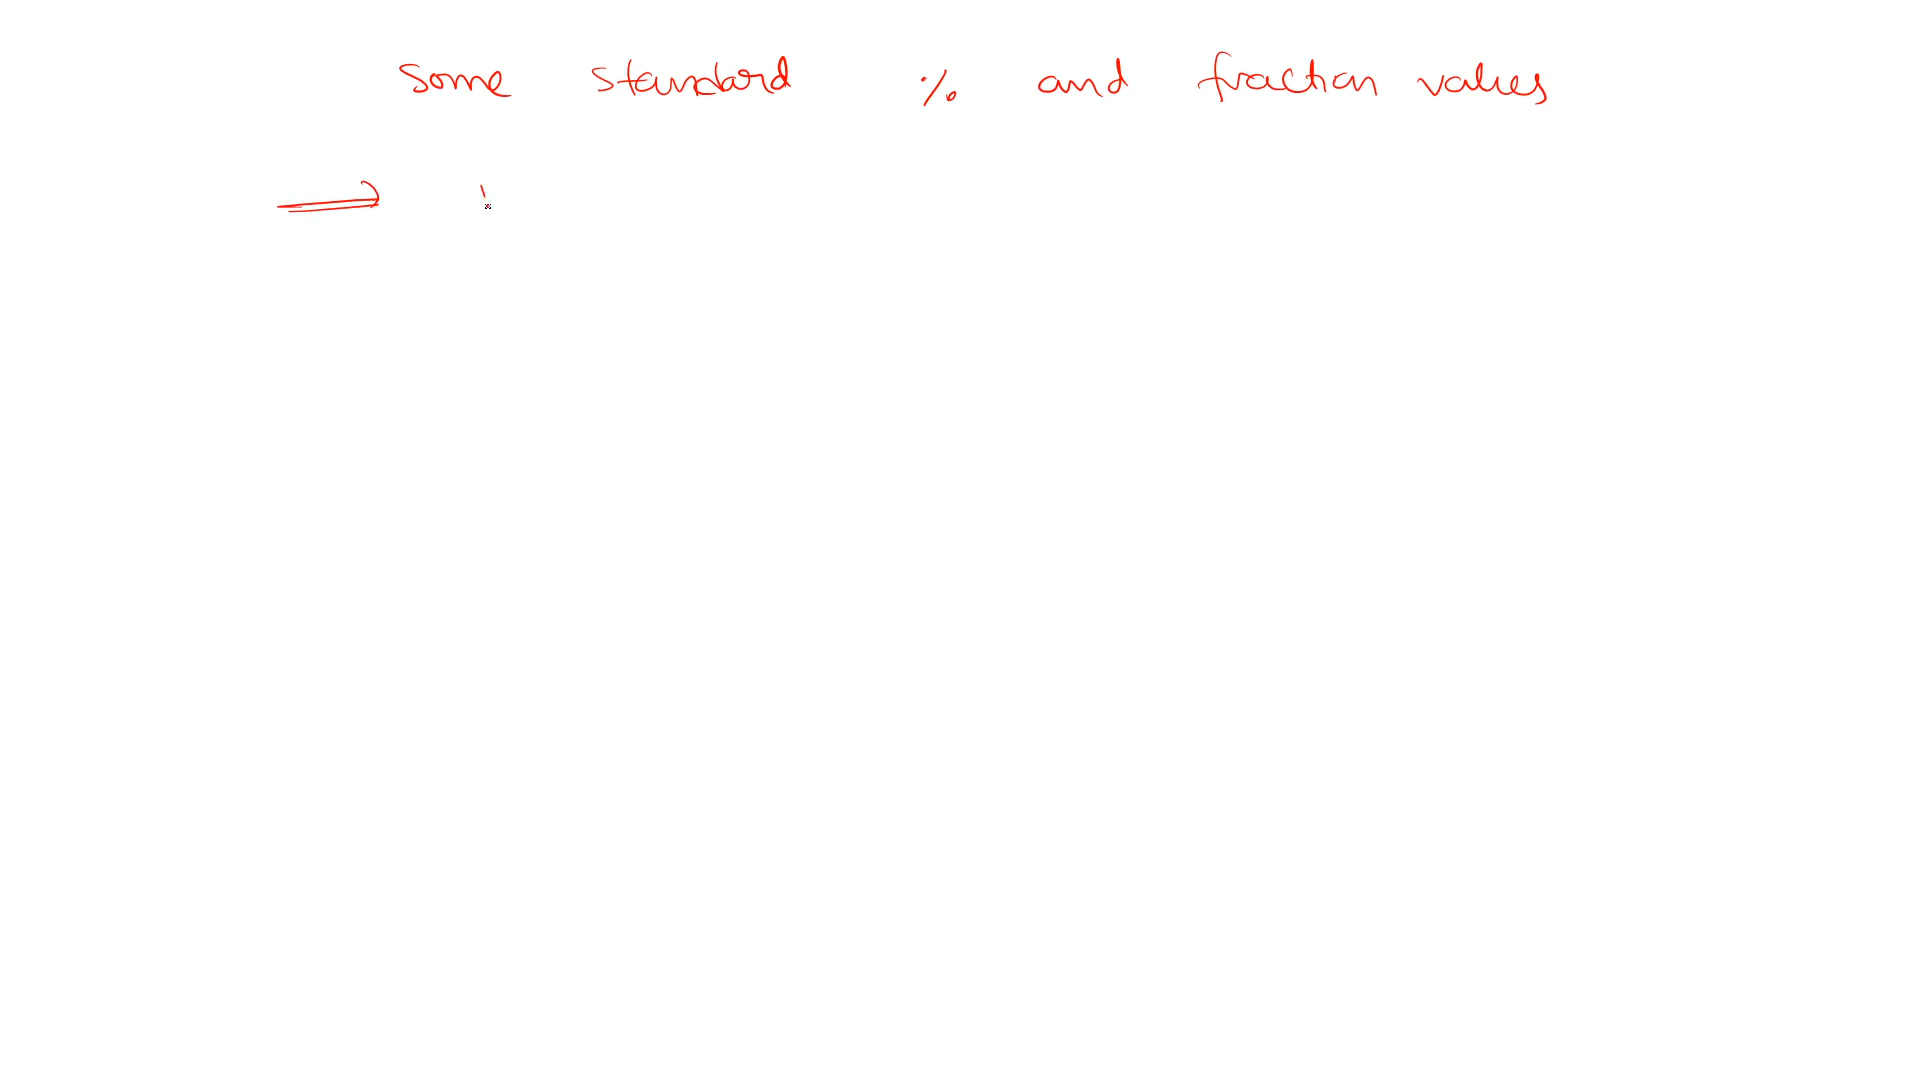 Some standard % and fraction values
⟹